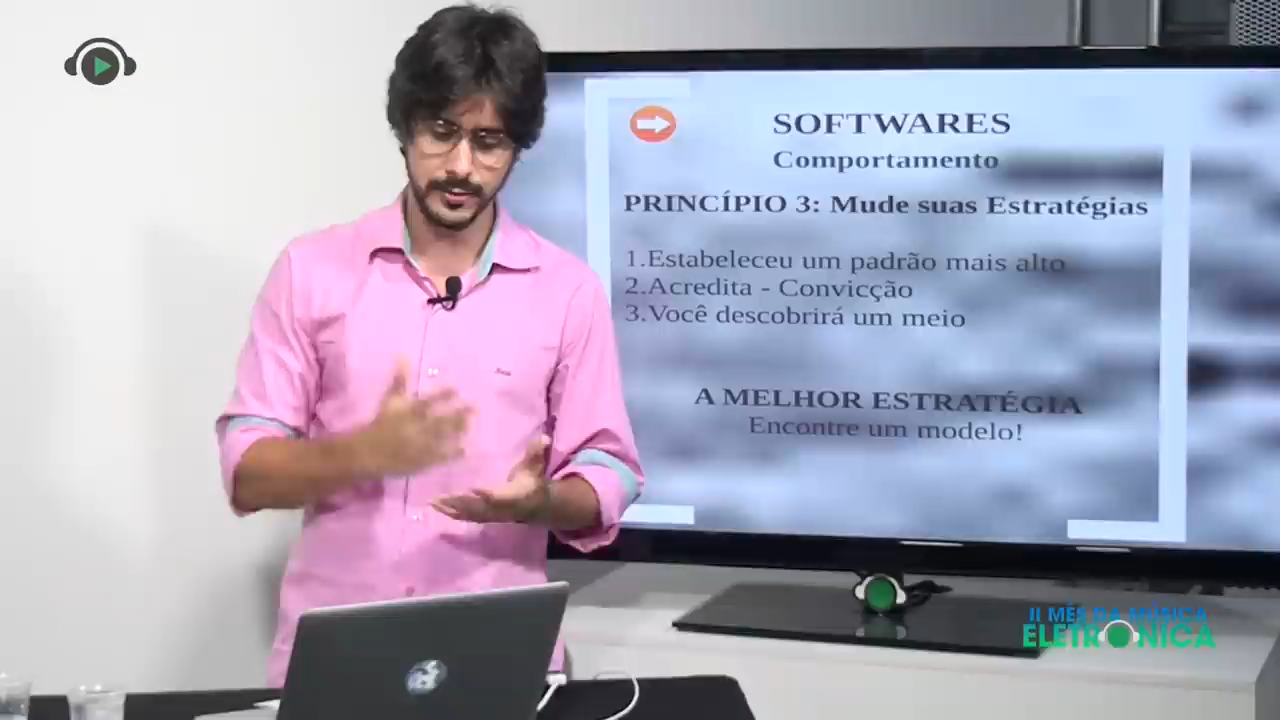 SOFTWARES
Comportamento
PRINCÍPIO 3: Mude suas Estratégias
1.Estabeleceu um padrão mais alto
2.Acredita - Convicção
3.Você descobrirá um meio
A MELHOR ESTRATÉGIA
Encontre um modelo!
II MÊS DA MÚSICA
ELETRÔNICA